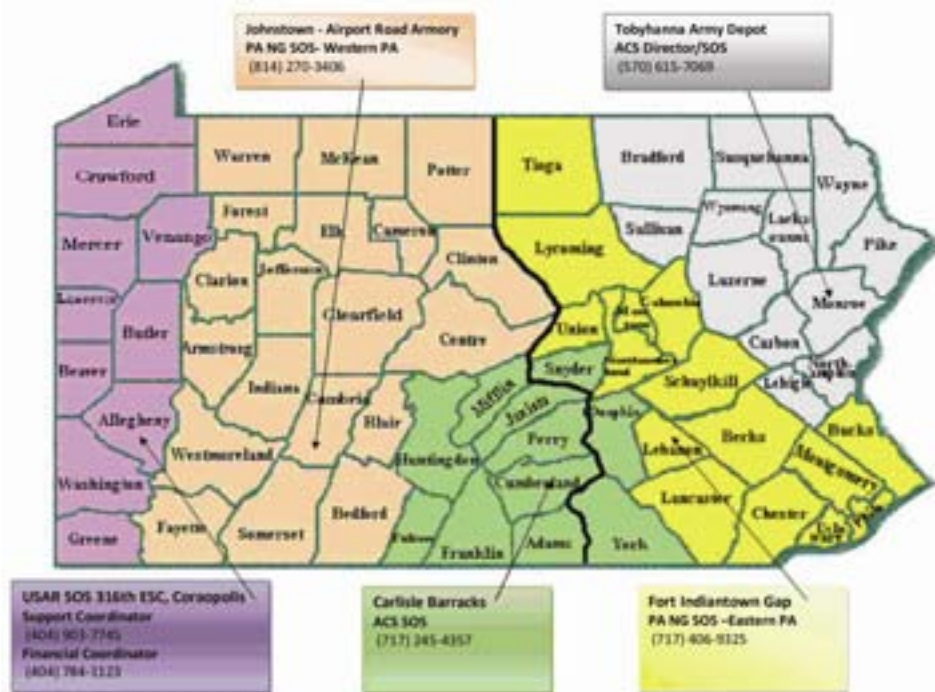 Johnstown - Airport Road Armory
PA NG SOS- Western PA
(814) 270-3406
Tobyhanna Army Depot
ACS Director/SOS
(570) 615-7069
Erie
Warren
McKean
Potter
Tioga
Bradford
Susquehanna
Wayne
Crawford
Forest
Wyoming
Lacka
wanna
Mercer
Venango
Elk
Cameron
Lycoming
Sullivan
Pike
Clarion
Jefferson
Clinton
Luzerne
Lawrence
Butler
Clearfield
Centre
Union
Columbia
Monroe
Armstrong
Snyder
Carbon
Beaver
Indiana
Cambria
Blair
Mifflin
Juniata
Schuylkill
Lehigh
North
ampton
Allegheny
Huntingdon
Perry
Dauphin
Lebanon
Berks
Bucks
Westmoreland
Cumberland
Montgomery
Washington
Lancaster
Chester
Greene
Fayette
Somerset
Bedford
Fulton
Franklin
Adams
York
USAR SOS 316th ESC, Coraopolis
Support Coordinator
(404) 903-7745
Financial Coordinator
(404) 784-1123
Carlisle Barracks
ACS SOS
(717) 245-4357
Fort Indiantown Gap
PA NG SOS –Eastern PA
(717) 406-9325